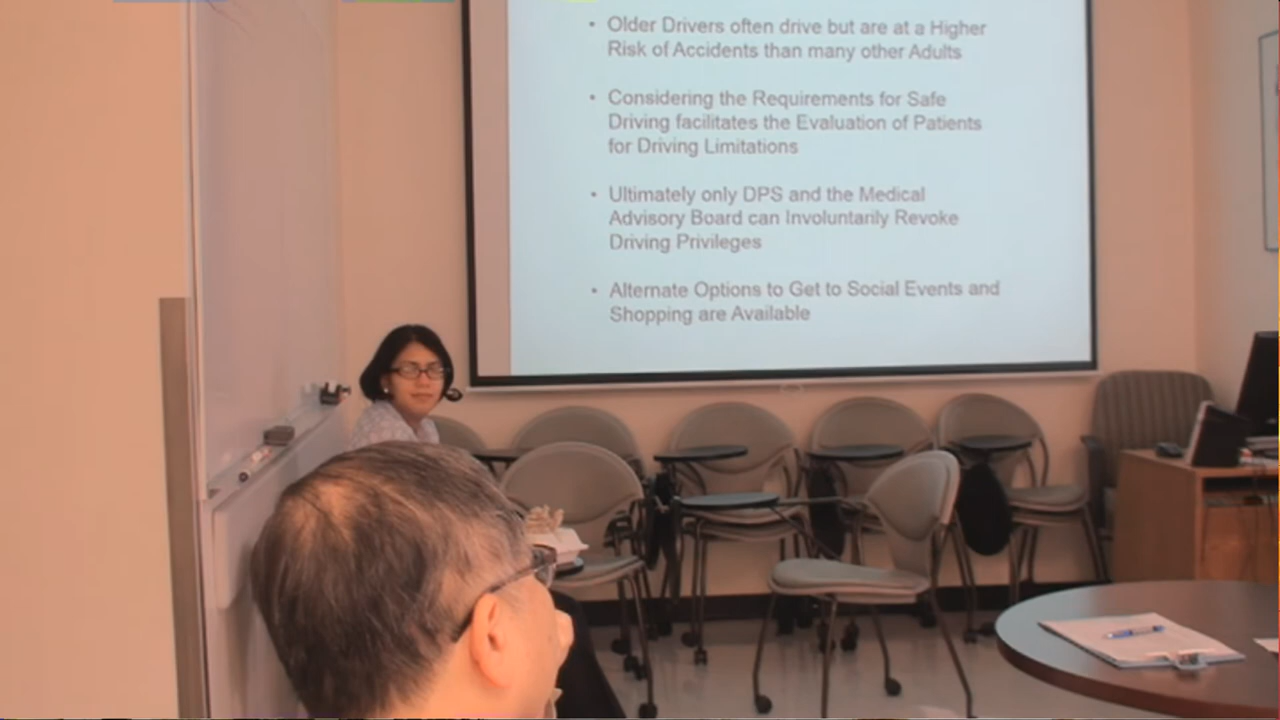 • Older Drivers often drive but are at a Higher
Risk of Accidents than many other Adults
• Considering the Requirements for Safe
Driving facilitates the Evaluation of Patients
for Driving Limitations
• Ultimately only DPS and the Medical
Advisory Board can Involuntarily Revoke
Driving Privileges
• Alternate Options to Get to Social Events and
Shopping are Available